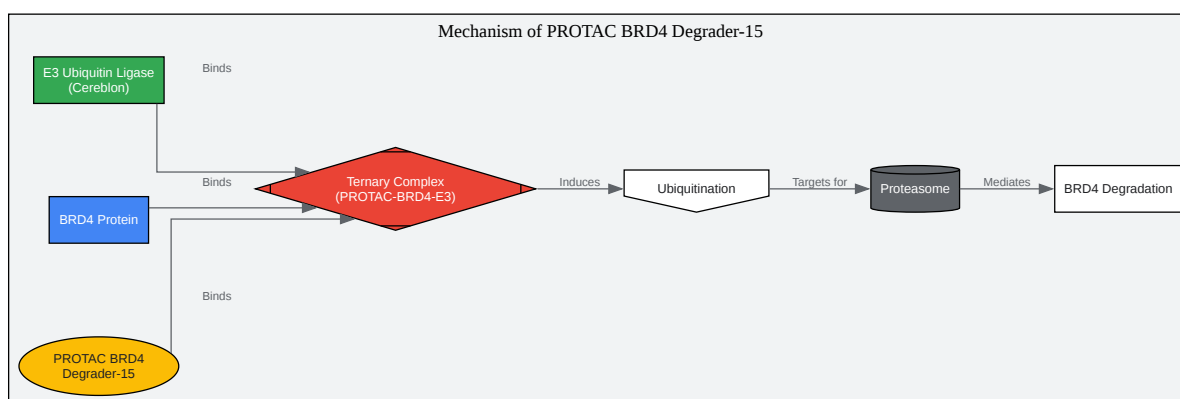 Mechanism of PROTAC BRD4 Degrader-15
E3 Ubiquitin Ligase
(Cereblon)
Binds
BRD4 Protein
Binds
PROTAC BRD4
Degrader-15
Binds
Ternary Complex
(PROTAC-BRD4-E3)
Induces
Ubiquitination
Targets for
Proteasome
Mediates
BRD4 Degradation